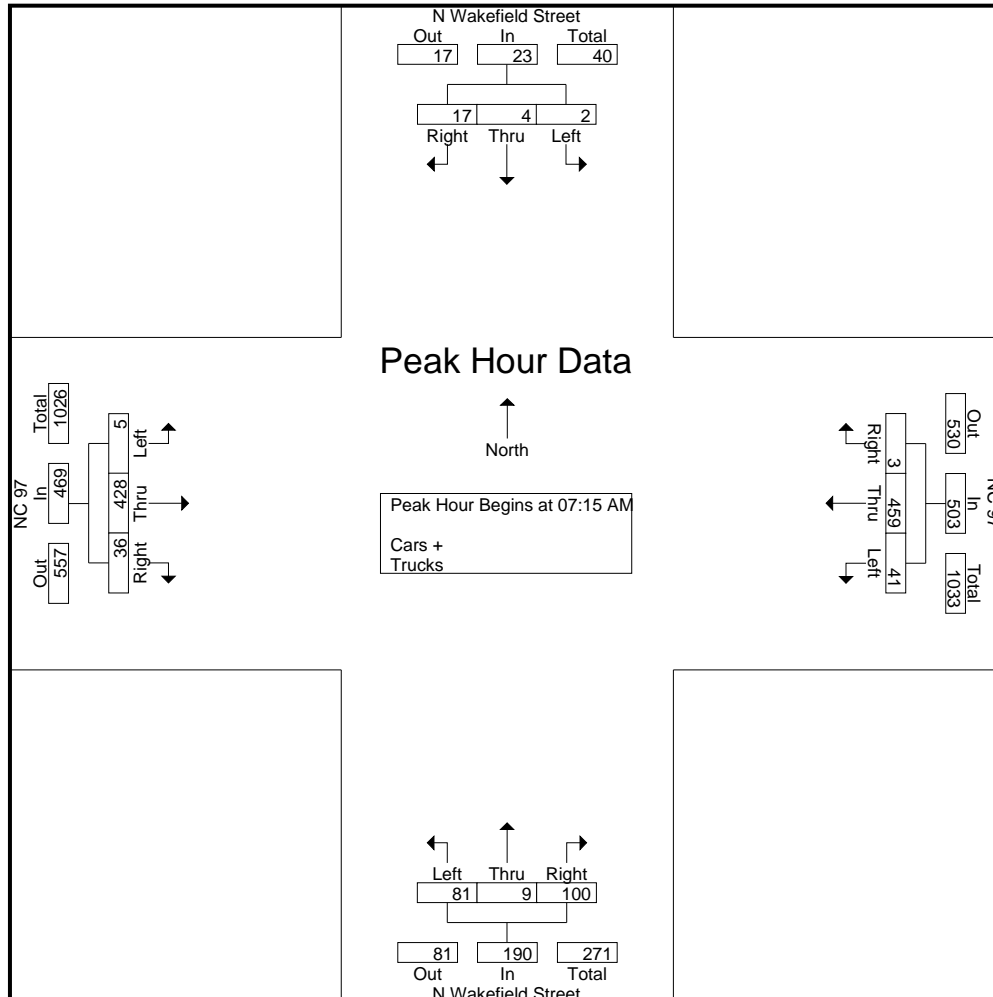 N Wakefield Street
Out In Total
17 23 40
17 4 2
Right Thru Left
Peak Hour Data
North
Peak Hour Begins at 07:15 AM
Cars +
Trucks
NC 97
Total In Out
1026 469 557
5 428 36
Left Thru Right
Right Thru Left
3 459 41
530 503 1033
Out In Total
NC 97
Left Thru Right
81 9 100
81 190 271
Out In Total
N Wakefield Street